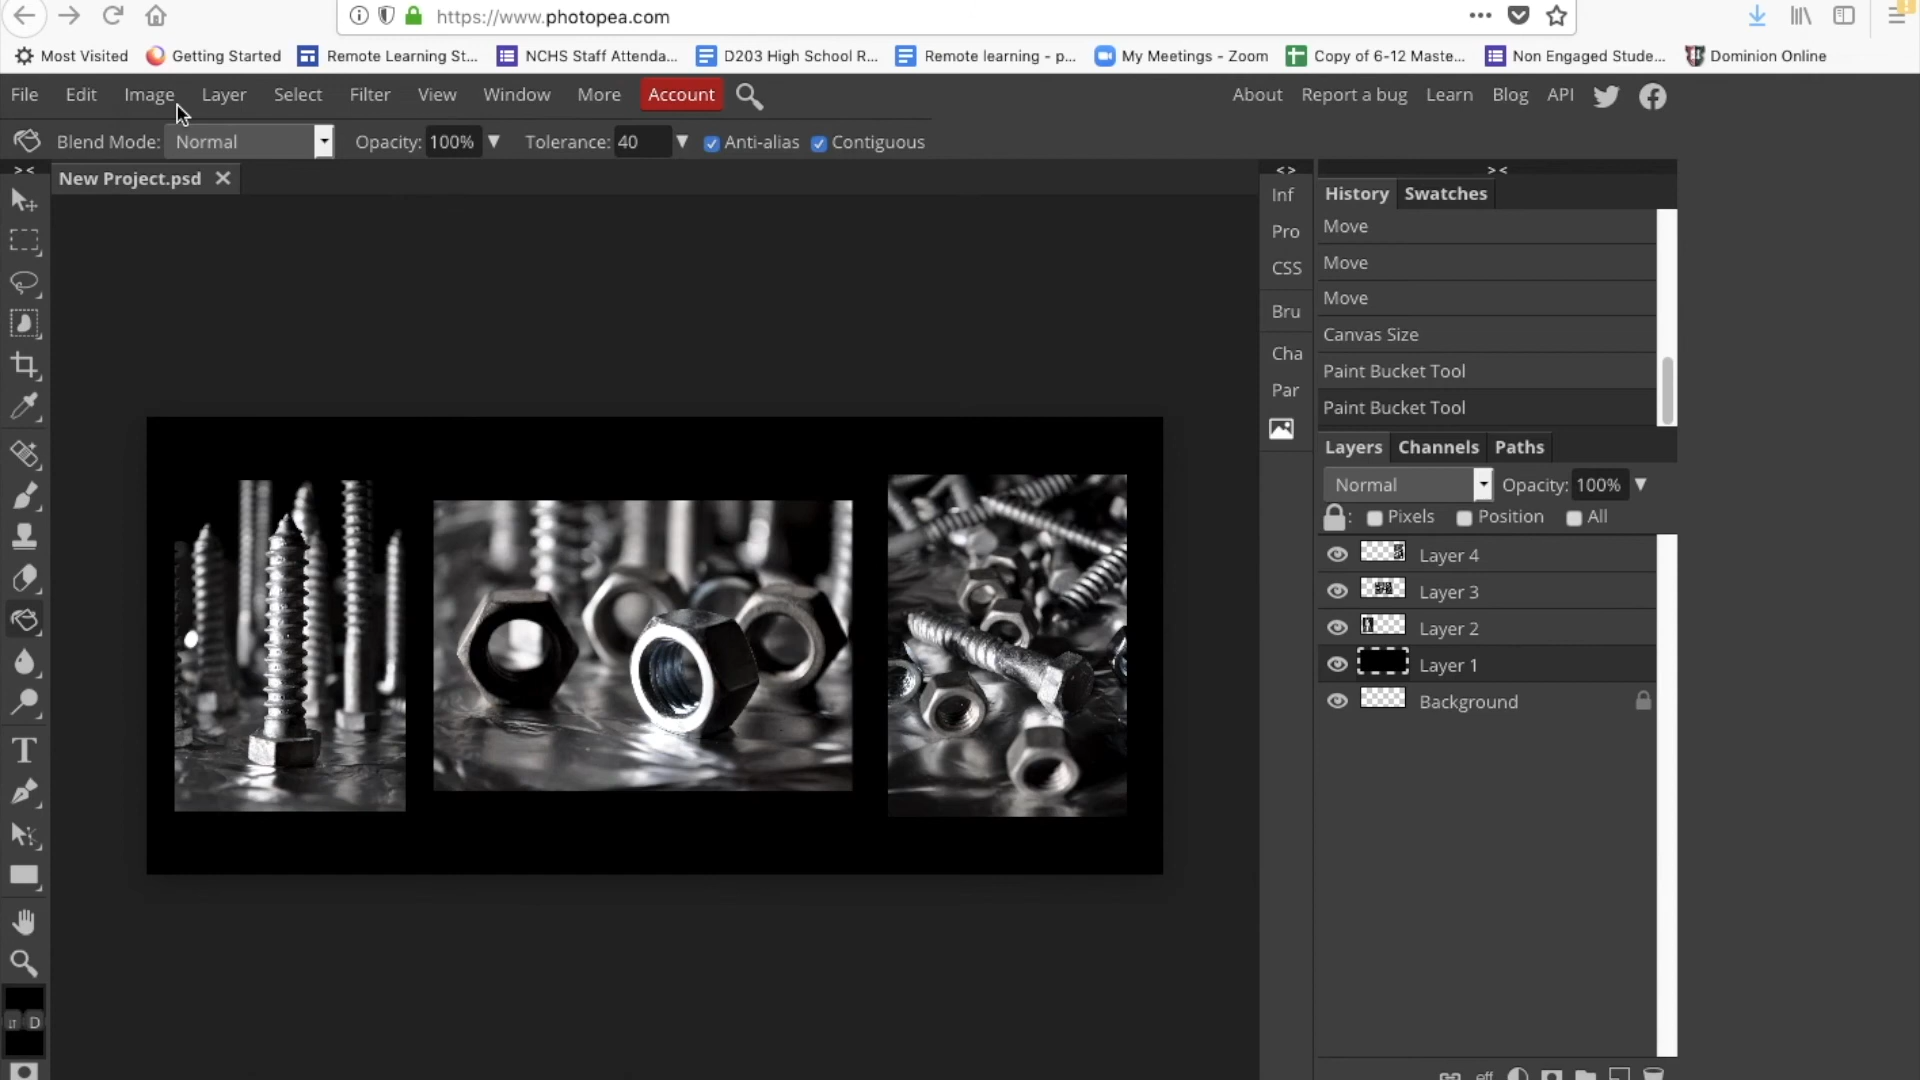 https://www.photopea.com
Most Visited Getting Started Remote Learning St... NCHS Staff Attenda... D203 High School R... Remote learning - p... My Meetings - Zoom Copy of 6-12 Maste... Non Engaged Stude... Dominion Online
File Edit Image Layer Select Filter View Window More Account About Report a bug Learn Blog API
Blend Mode: Normal Opacity: 100% Tolerance: 40 Anti-alias Contiguous
> < < > > <
New Project.psd
Inf
Pro
CSS
Bru
Cha
Par
History Swatches
Move
Move
Move
Canvas Size
Paint Bucket Tool
Paint Bucket Tool
Layers Channels Paths
Normal Opacity: 100%
: Pixels Position All
Layer 4
Layer 3
Layer 2
Layer 1
Background
D
eff